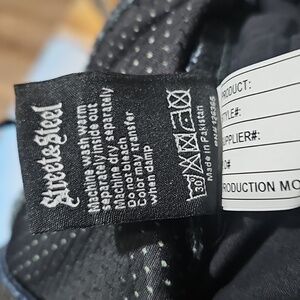 Street&Steel
Machine wash warm
Separately inside out
Machine dry separately
Do not bleach
Color may transfer
when damp
30
Made in Pakistan
PRODUCT:
STYLE#:
SUPPLIER#:
PRODUCTION MO